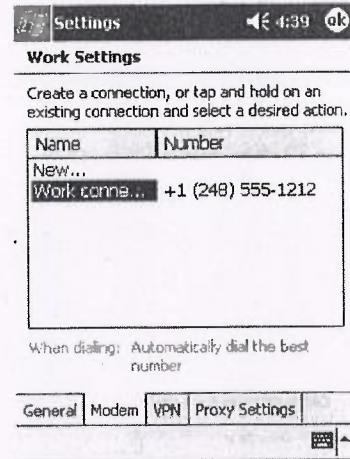 Settings 4:39 ok
Work Settings
Create a connection, or tap and hold on an
existing connection and select a desired action.
Name Number
New...
Work conne... +1 (248) 555-1212
When dialing: Automatically dial the best
number
General Modem VPN Proxy Settings